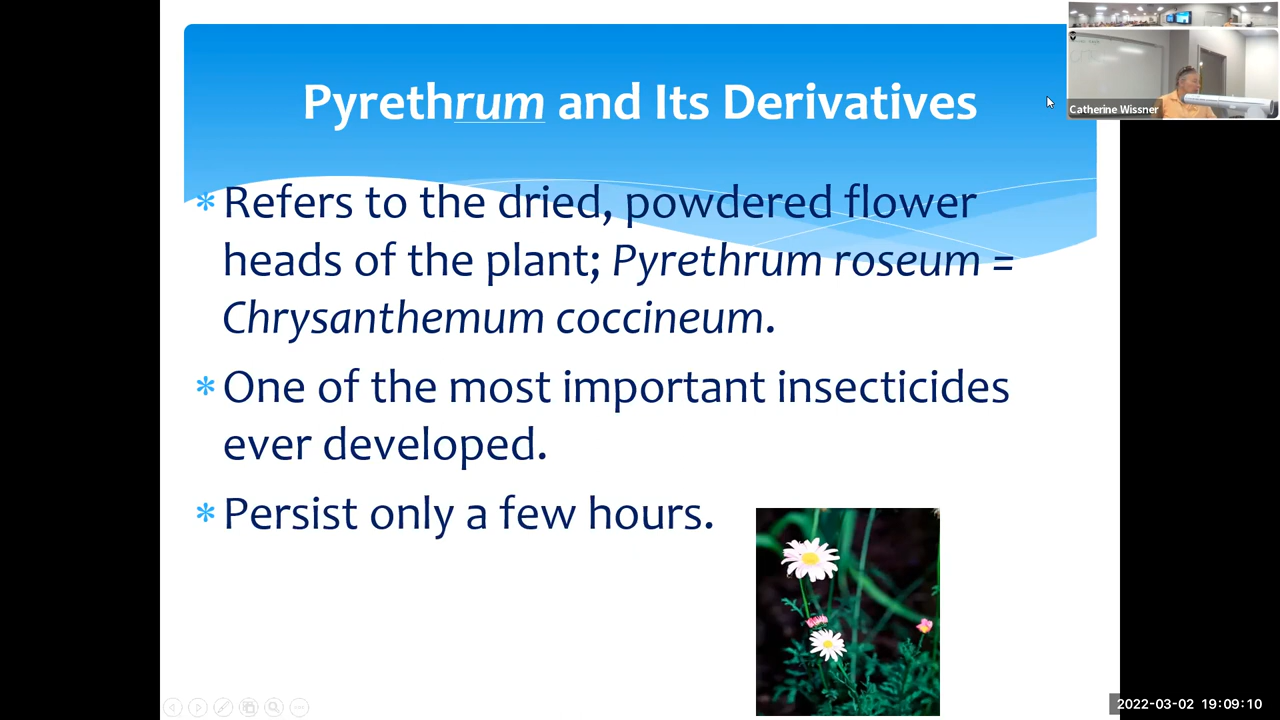 Pyrethrum and Its Derivatives
Catherine Wissner
* Refers to the dried, powdered flower
heads of the plant; Pyrethrum roseum =
Chrysanthemum coccineum.
* One of the most important insecticides
ever developed.
* Persist only a few hours.
2022-03-02 19:09:10